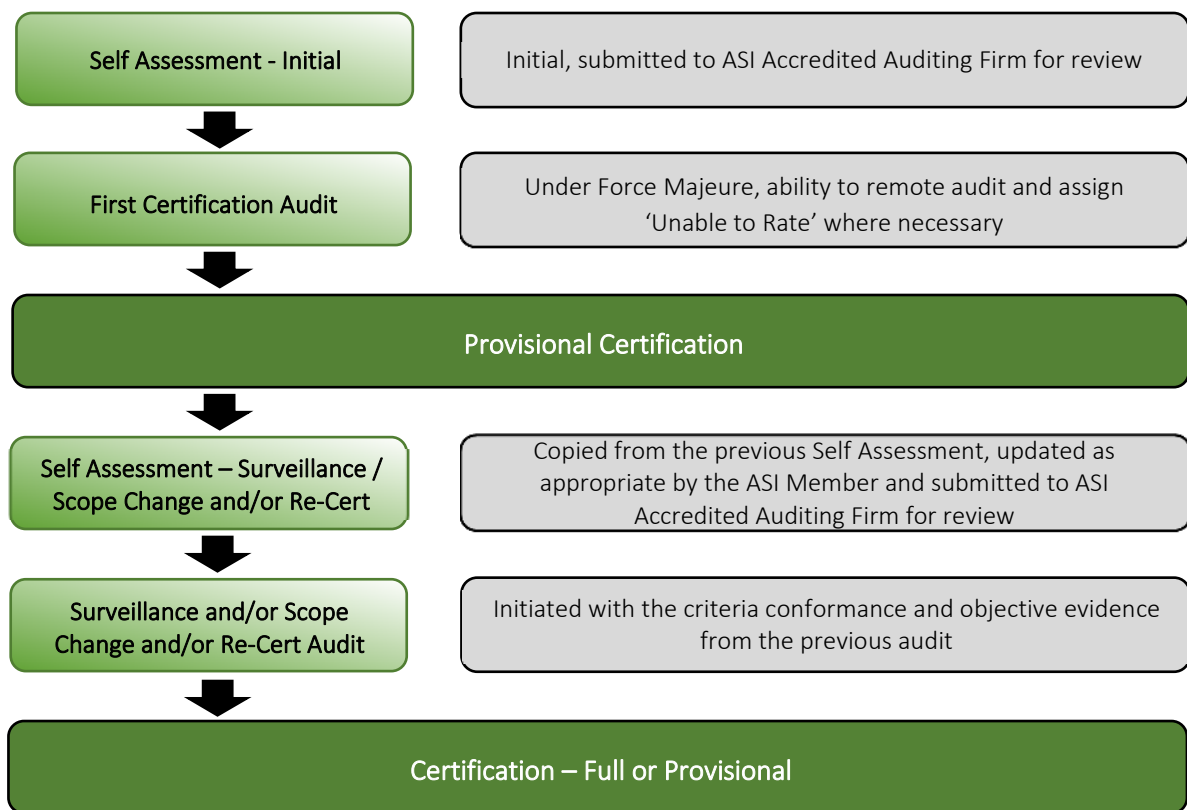 Self Assessment - Initial
Initial, submitted to ASI Accredited Auditing Firm for review
First Certification Audit
Under Force Majeure, ability to remote audit and assign
‘Unable to Rate’ where necessary
Provisional Certification
Self Assessment – Surveillance /
Scope Change and/or Re-Cert
Copied from the previous Self Assessment, updated as
appropriate by the ASI Member and submitted to ASI
Accredited Auditing Firm for review
Surveillance and/or Scope
Change and/or Re-Cert Audit
Initiated with the criteria conformance and objective evidence
from the previous audit
Certification – Full or Provisional